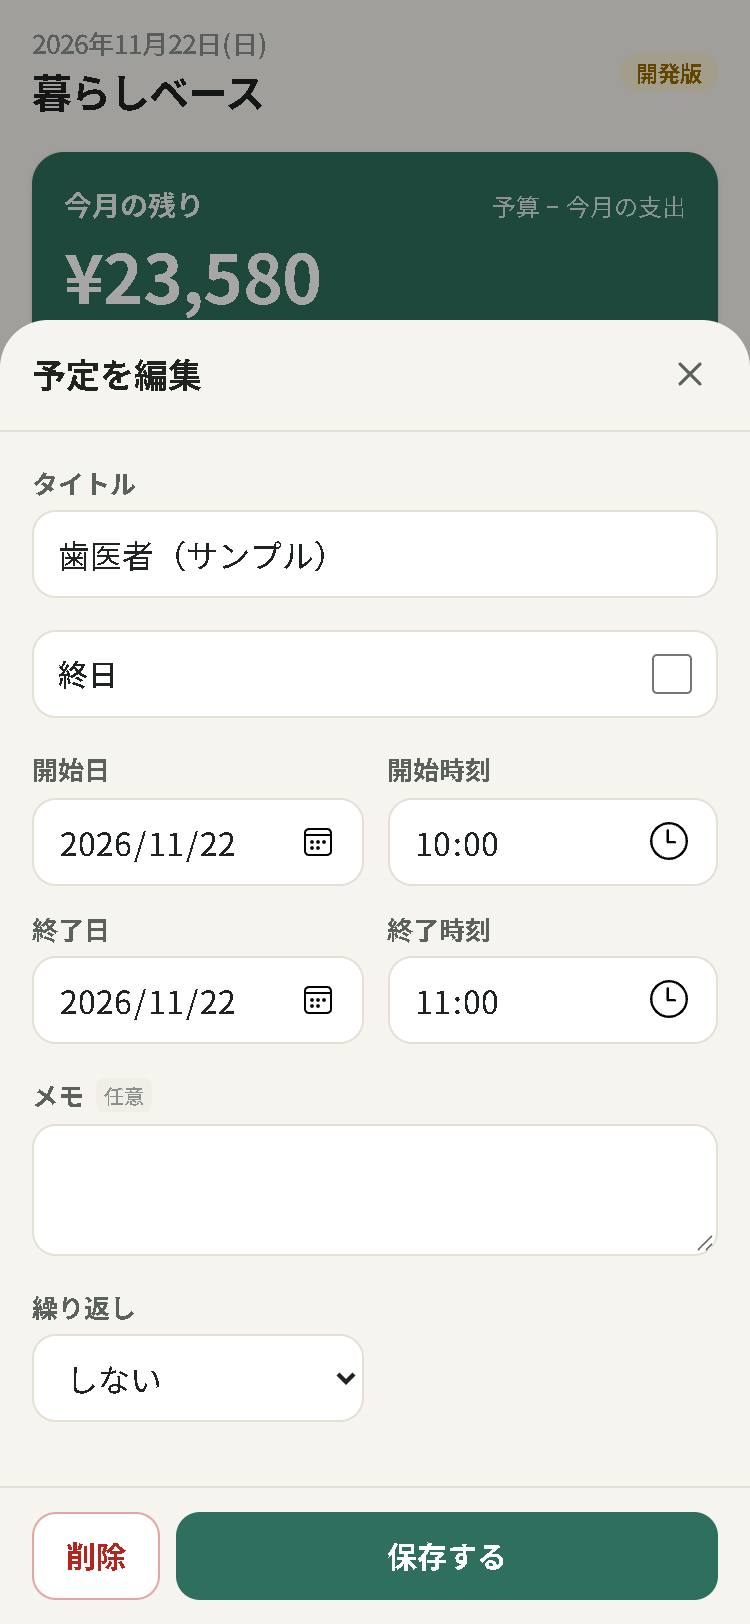 2026年11月22日(日)
暮らしベース
開発版
今月の残り
予算 − 今月の支出
¥23,580
予定を編集
タイトル
歯医者（サンプル）
終日
開始日
開始時刻
2026/11/22
10:00
終了日
終了時刻
2026/11/22
11:00
メモ 任意
繰り返し
しない
削除
保存する